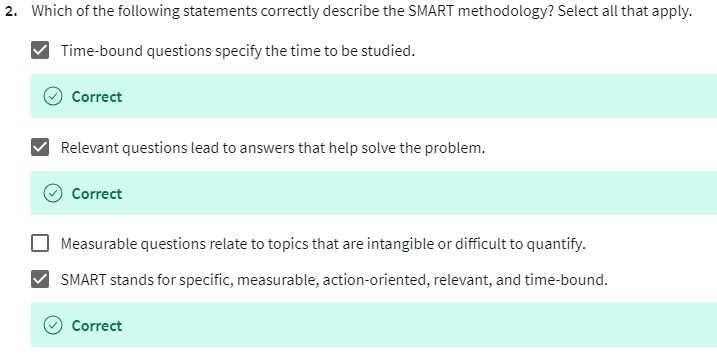 2. Which of the following statements correctly describe the SMART methodology? Select all that apply.
Time-bound questions specify the time to be studied.
Correct
Relevant questions lead to answers that help solve the problem.
Correct
Measurable questions relate to topics that are intangible or difficult to quantify.
SMART stands for specific, measurable, action-oriented, relevant, and time-bound.
Correct